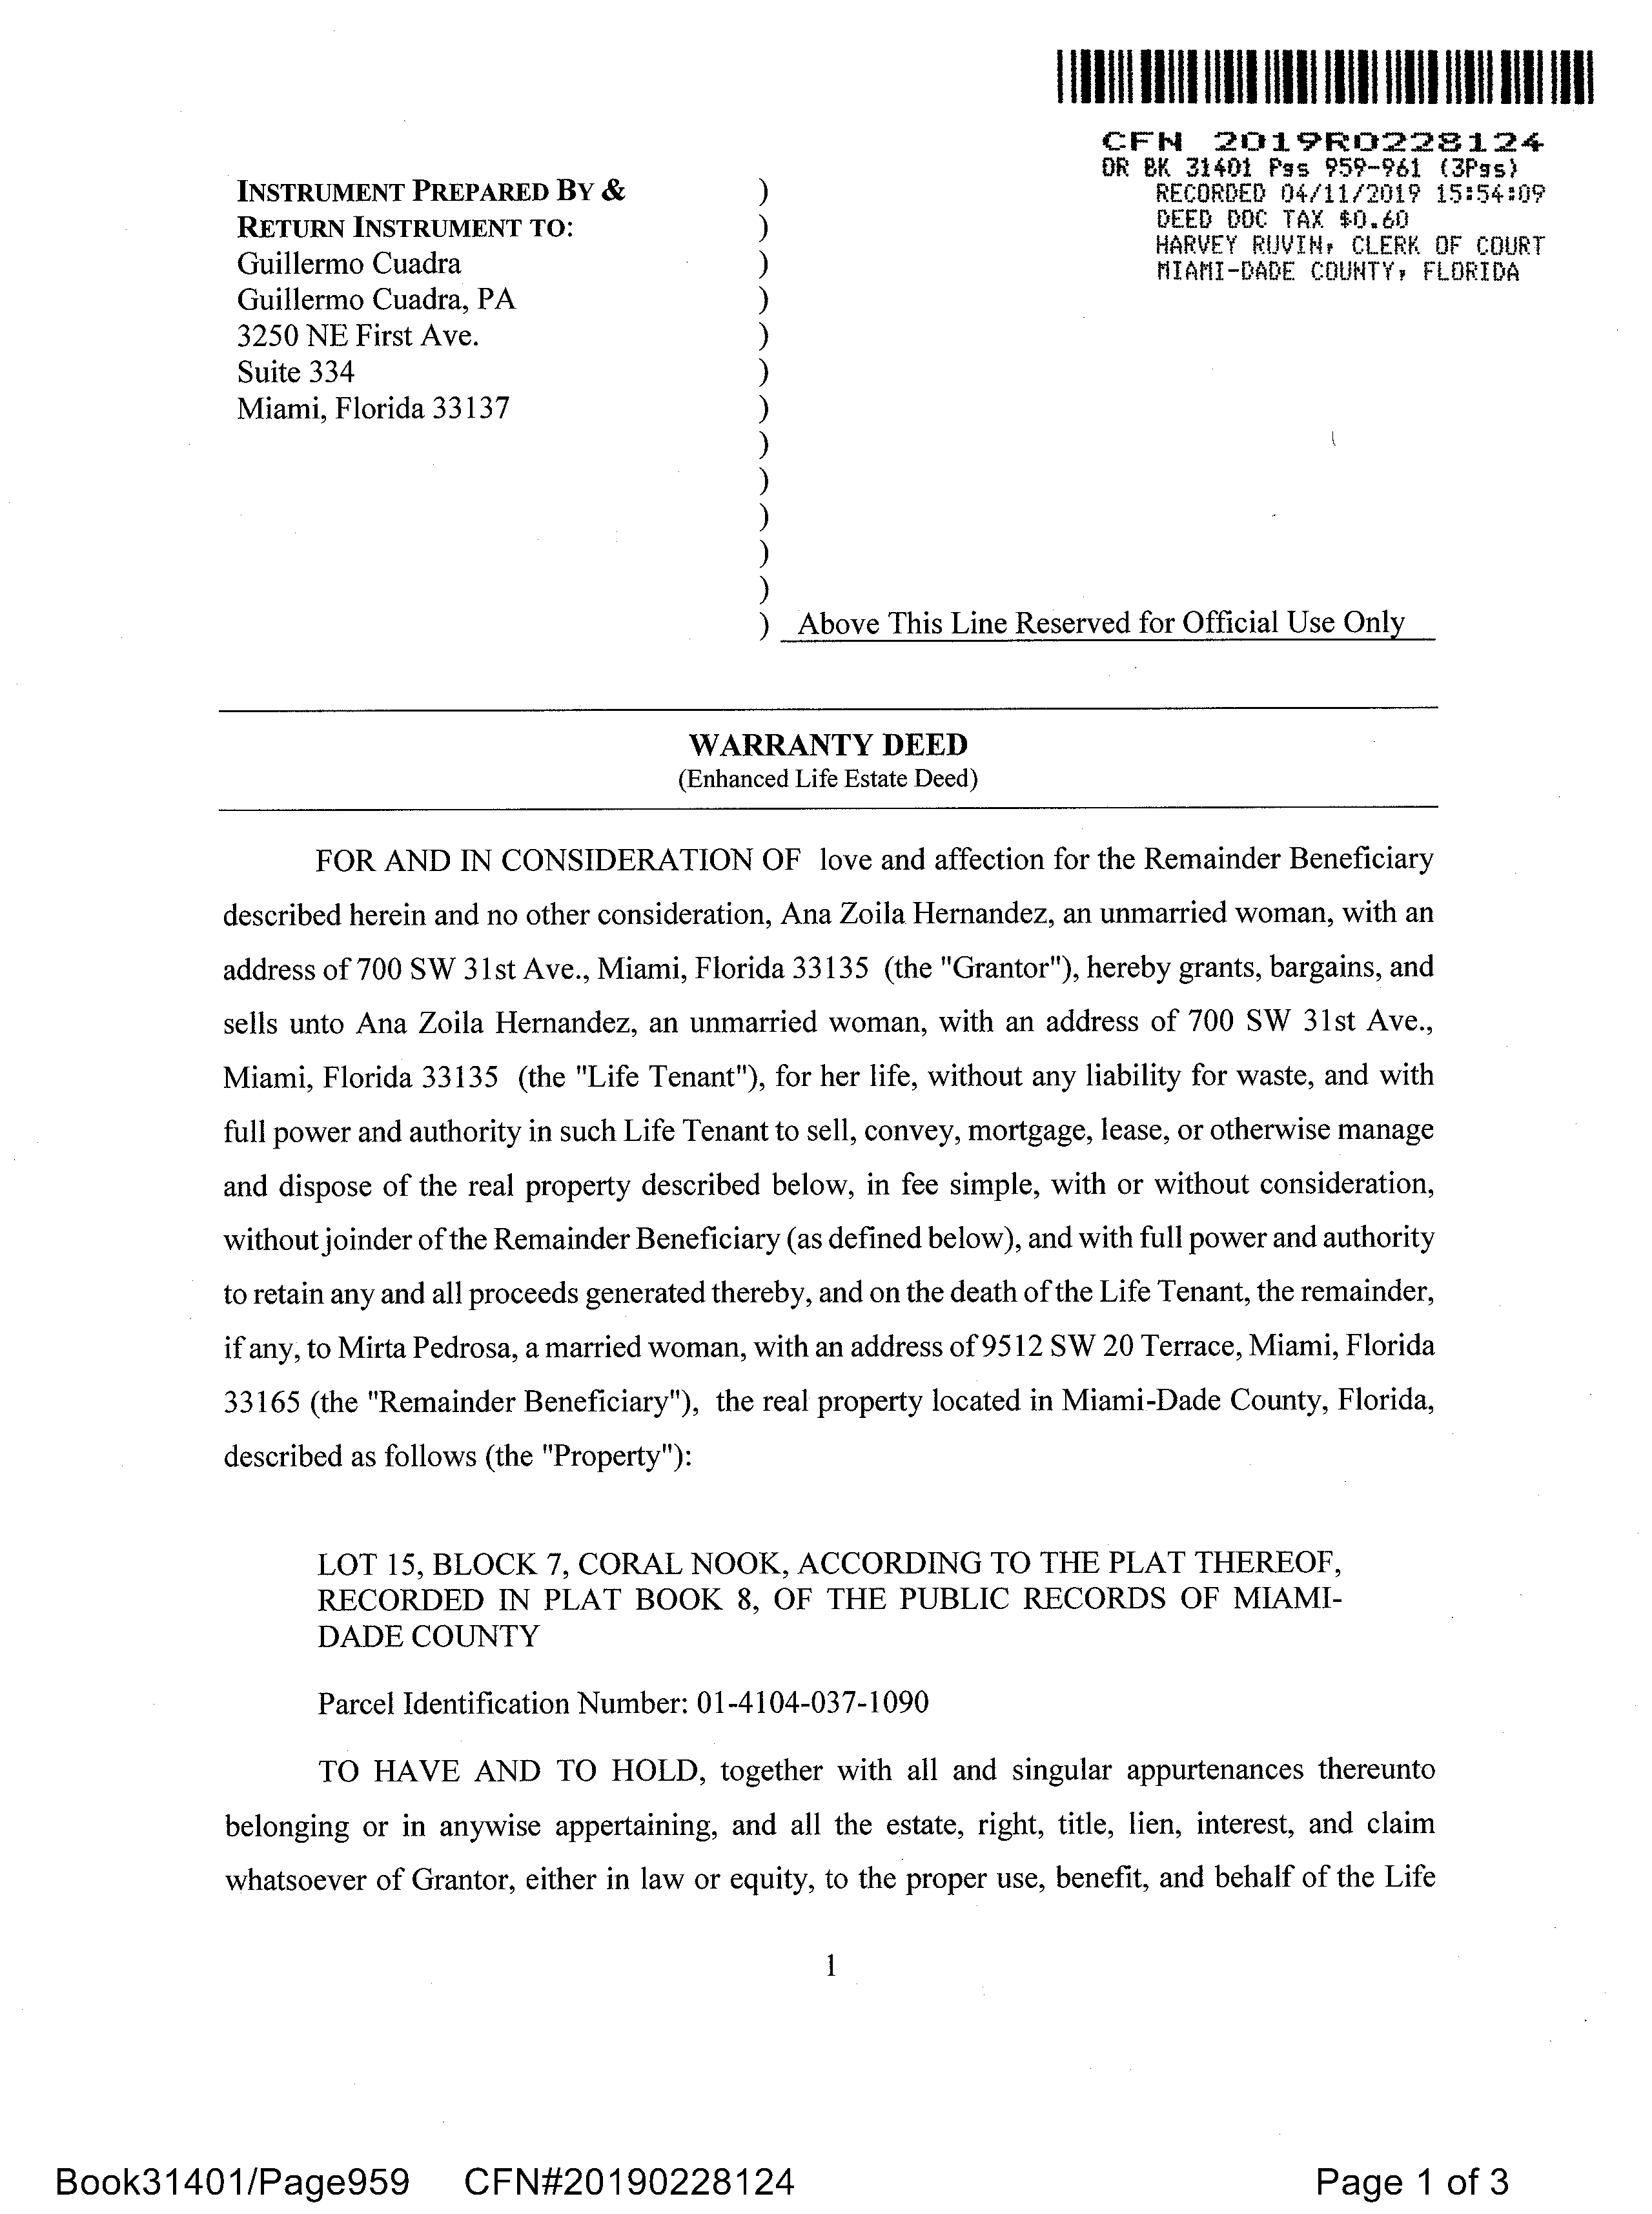 CFN 2019R0228124
OR BK 31401 Pgs 959-961 (3Pgs)
RECORDED 04/11/2019 15:54:09
DEED DOC TAX $0.60
HARVEY RUVIN, CLERK OF COURT
MIAMI-DADE COUNTY, FLORIDA
INSTRUMENT PREPARED BY & )
RETURN INSTRUMENT TO: )
Guillermo Cuadra )
Guillermo Cuadra, PA )
3250 NE First Ave. )
Suite 334 )
Miami, Florida 33137 )
)
)
)
)
)
) Above This Line Reserved for Official Use Only
WARRANTY DEED
(Enhanced Life Estate Deed)
FOR AND IN CONSIDERATION OF love and affection for the Remainder Beneficiary
described herein and no other consideration, Ana Zoila Hernandez, an unmarried woman, with an
address of 700 SW 31st Ave., Miami, Florida 33135 (the "Grantor"), hereby grants, bargains, and
sells unto Ana Zoila Hernandez, an unmarried woman, with an address of 700 SW 31st Ave.,
Miami, Florida 33135 (the "Life Tenant"), for her life, without any liability for waste, and with
full power and authority in such Life Tenant to sell, convey, mortgage, lease, or otherwise manage
and dispose of the real property described below, in fee simple, with or without consideration,
without joinder of the Remainder Beneficiary (as defined below), and with full power and authority
to retain any and all proceeds generated thereby, and on the death of the Life Tenant, the remainder,
if any, to Mirta Pedrosa, a married woman, with an address of 9512 SW 20 Terrace, Miami, Florida
33165 (the "Remainder Beneficiary"), the real property located in Miami-Dade County, Florida,
described as follows (the "Property"):
LOT 15, BLOCK 7, CORAL NOOK, ACCORDING TO THE PLAT THEREOF,
RECORDED IN PLAT BOOK 8, OF THE PUBLIC RECORDS OF MIAMI-
DADE COUNTY
Parcel Identification Number: 01-4104-037-1090
TO HAVE AND TO HOLD, together with all and singular appurtenances thereunto
belonging or in anywise appertaining, and all the estate, right, title, lien, interest, and claim
whatsoever of Grantor, either in law or equity, to the proper use, benefit, and behalf of the Life
1
Book31401/Page959 CFN#20190228124 Page 1 of 3